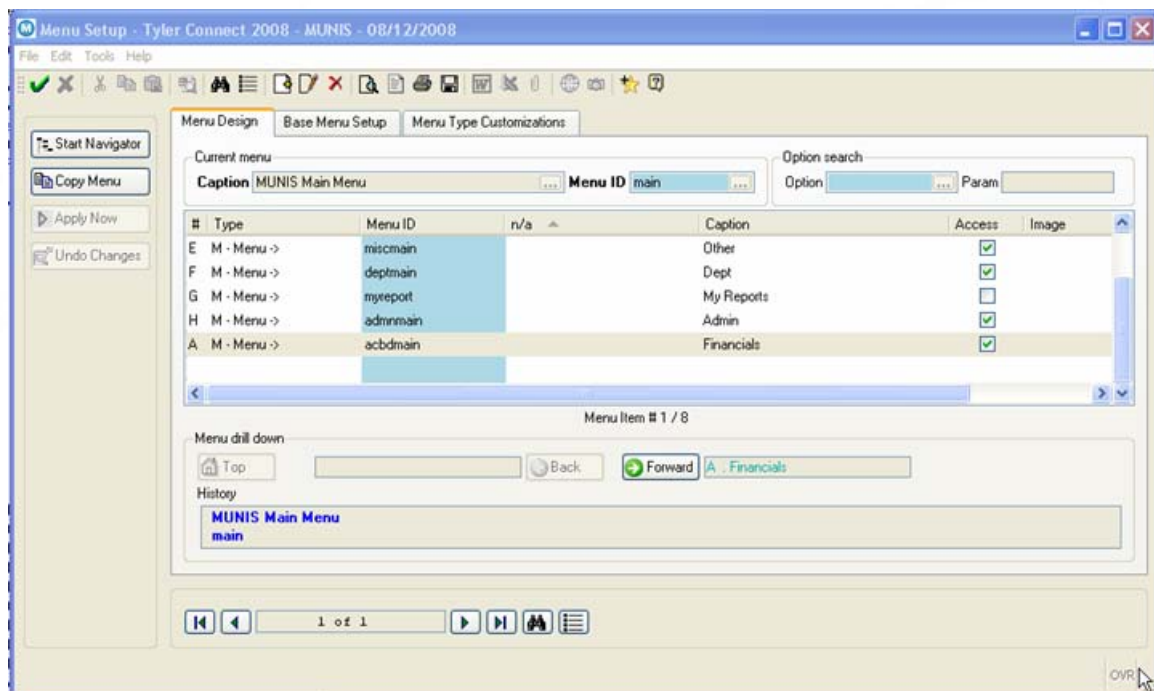 Menu Setup - Tyler Connect 2008 - MUNIS - 08/12/2008
File Edit Tools Help
Start Navigator
Copy Menu
Apply Now
Undo Changes
Menu Design Base Menu Setup Menu Type Customizations
Current menu Option search
Caption MUNIS Main Menu ... Menu ID main ... Option ... Param
# Type Menu ID n/a Caption Access Image
E M - Menu -> miscmain Other
F M - Menu -> deptmain Dept
G M - Menu -> myreport My Reports
H M - Menu -> admnmain Admin
A M - Menu -> acbdmain Financials
Menu Item # 1 / 8
Menu drill down
Top Back Forward A . Financials
History
MUNIS Main Menu
main
1 of 1
OVR